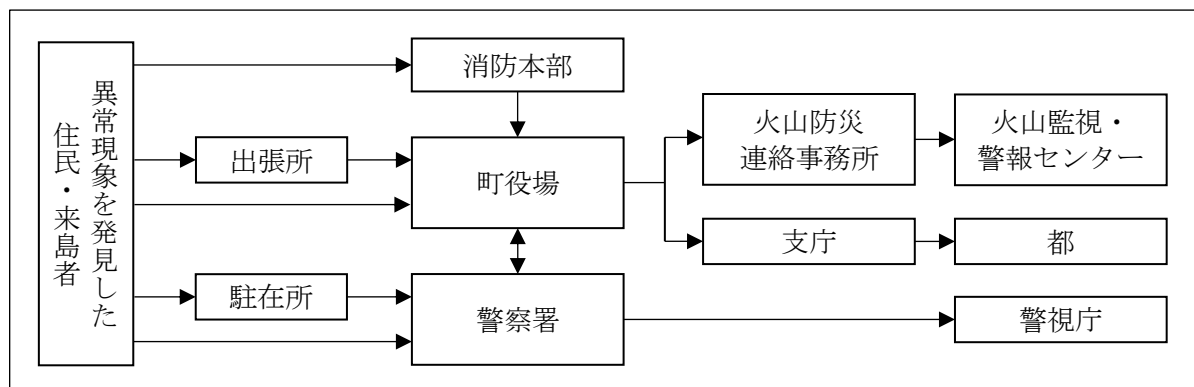 異常現象を発見した
住民・来島者
消防本部
出張所
町役場
駐在所
警察署
火山防災
連絡事務所
火山監視・
警報センター
支庁
都
警視庁